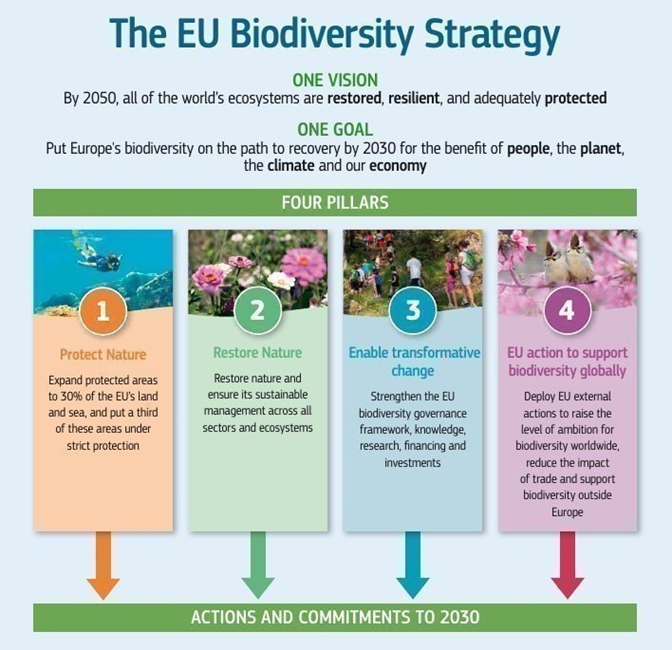 The EU Biodiversity Strategy
ONE VISION
By 2050, all of the world's ecosystems are restored, resilient, and adequately protected
ONE GOAL
Put Europe's biodiversity on the path to recovery by 2030 for the benefit of people, the planet,
the climate and our economy
FOUR PILLARS
1
Protect Nature
Expand protected areas
to 30% of the EU's land
and sea, and put a third
of these areas under
strict protection
2
Restore Nature
Restore nature and
ensure its sustainable
management across all
sectors and ecosystems
3
Enable transformative
change
Strengthen the EU
biodiversity governance
framework, knowledge,
research, financing and
investments
4
EU action to support
biodiversity globally
Deploy EU external
actions to raise the
level of ambition for
biodiversity worldwide,
reduce the impact
of trade and support
biodiversity outside
Europe
ACTIONS AND COMMITMENTS TO 2030